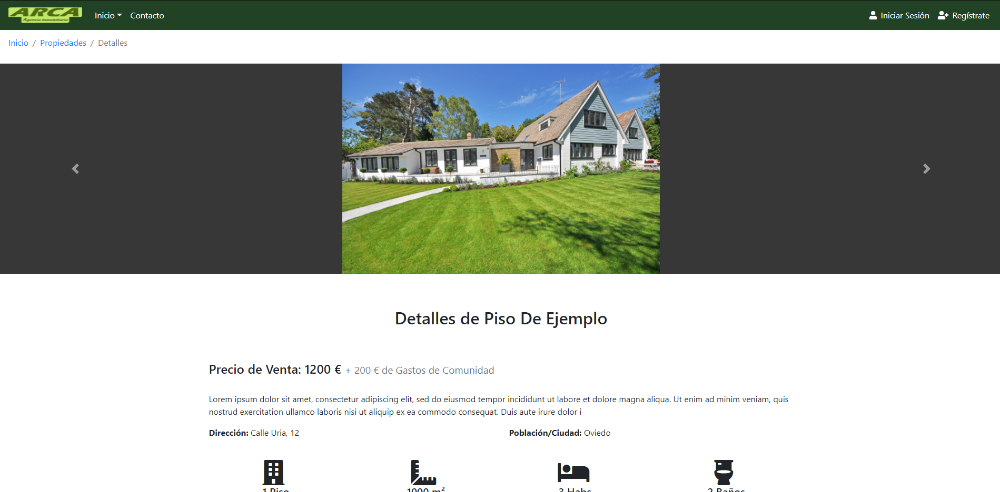 ARCA
Agencia Inmobiliaria
Inicio Contacto Iniciar Sesión Regístrate
Inicio / Propiedades / Detalles
Detalles de Piso De Ejemplo
Precio de Venta: 1200 € + 200 € de Gastos de Comunidad
Lorem ipsum dolor sit amet, consectetur adipiscing elit, sed do eiusmod tempor incididunt ut labore et dolore magna aliqua. Ut enim ad minim veniam, quis
nostrud exercitation ullamco laboris nisi ut aliquip ex ea commodo consequat. Duis aute irure dolor i
Dirección: Calle Uria, 12 Población/Ciudad: Oviedo
1 Piso 1000 m² 3 Habs 2 Baños